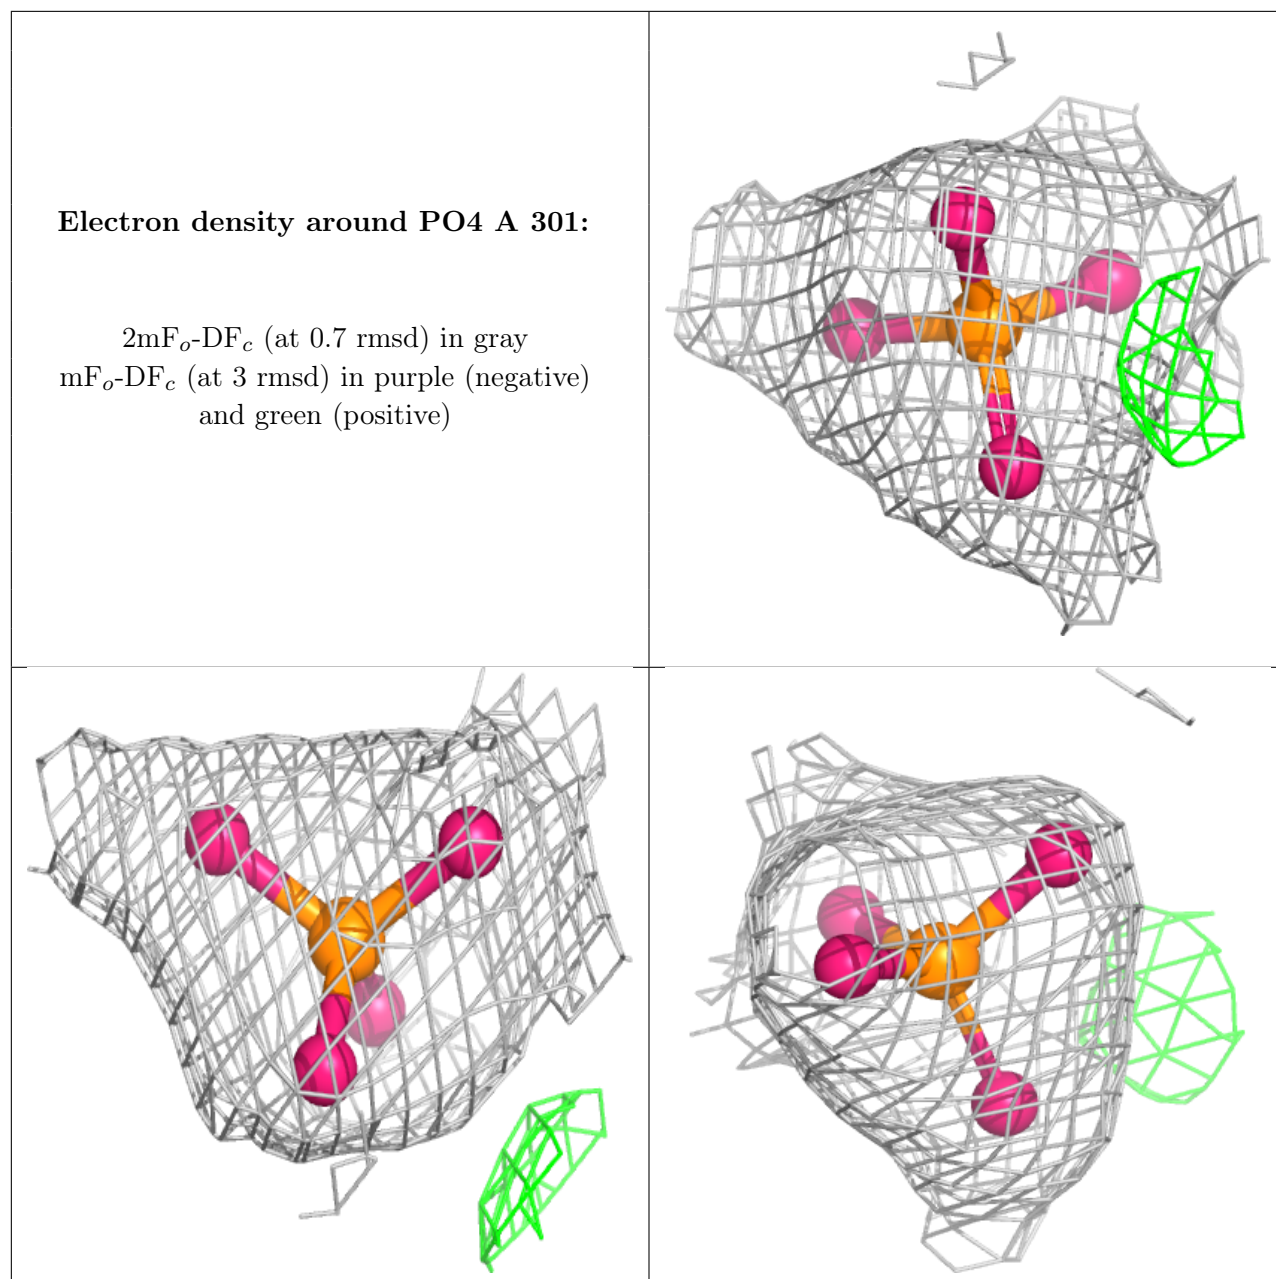 Electron density around PO4 A 301:
2mFo-DFc (at 0.7 rmsd) in gray
mFo-DFc (at 3 rmsd) in purple (negative)
and green (positive)